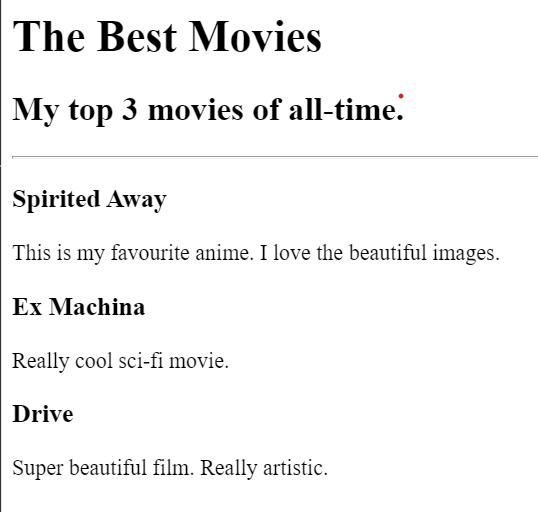 The Best Movies
My top 3 movies of all-time.
Spirited Away
This is my favourite anime. I love the beautiful images.
Ex Machina
Really cool sci-fi movie.
Drive
Super beautiful film. Really artistic.